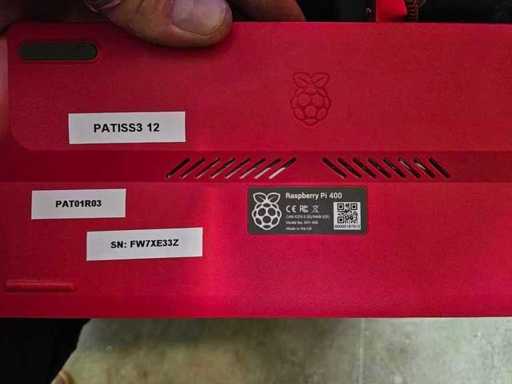 PATISS3 12
PAT01R03
SN: FW7XE33Z
Raspberry Pi 400
Made in the UK